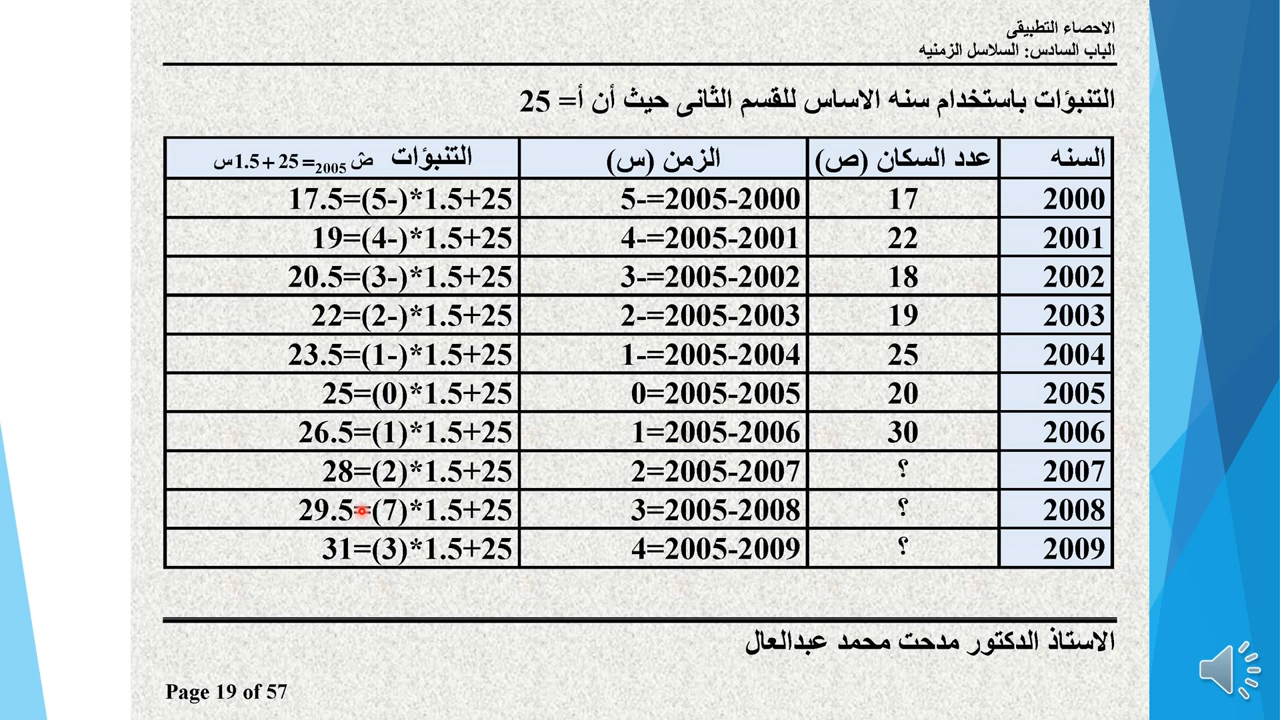 الاحصاء التطبيقى
الباب السادس: السلاسل الزمنيه
التنبؤات باستخدام سنه الاساس للقسم الثانى حيث أن أ= 25
السنه عدد السكان (ص) الزمن (س) التنبؤات ص̂2005= 25 + 1.5س
2000 17 2000-2005=-5 25+1.5*(-5)=17.5
2001 22 2001-2005=-4 25+1.5*(-4)=19
2002 18 2002-2005=-3 25+1.5*(-3)=20.5
2003 19 2003-2005=-2 25+1.5*(-2)=22
2004 25 2004-2005=-1 25+1.5*(-1)=23.5
2005 20 2005-2005=0 25+1.5*(0)=25
2006 30 2006-2005=1 25+1.5*(1)=26.5
2007 ؟ 2007-2005=2 25+1.5*(2)=28
2008 ؟ 2008-2005=3 25+1.5*(7)=29.5
2009 ؟ 2009-2005=4 25+1.5*(3)=31
الاستاذ الدكتور مدحت محمد عبدالعال
Page 19 of 57